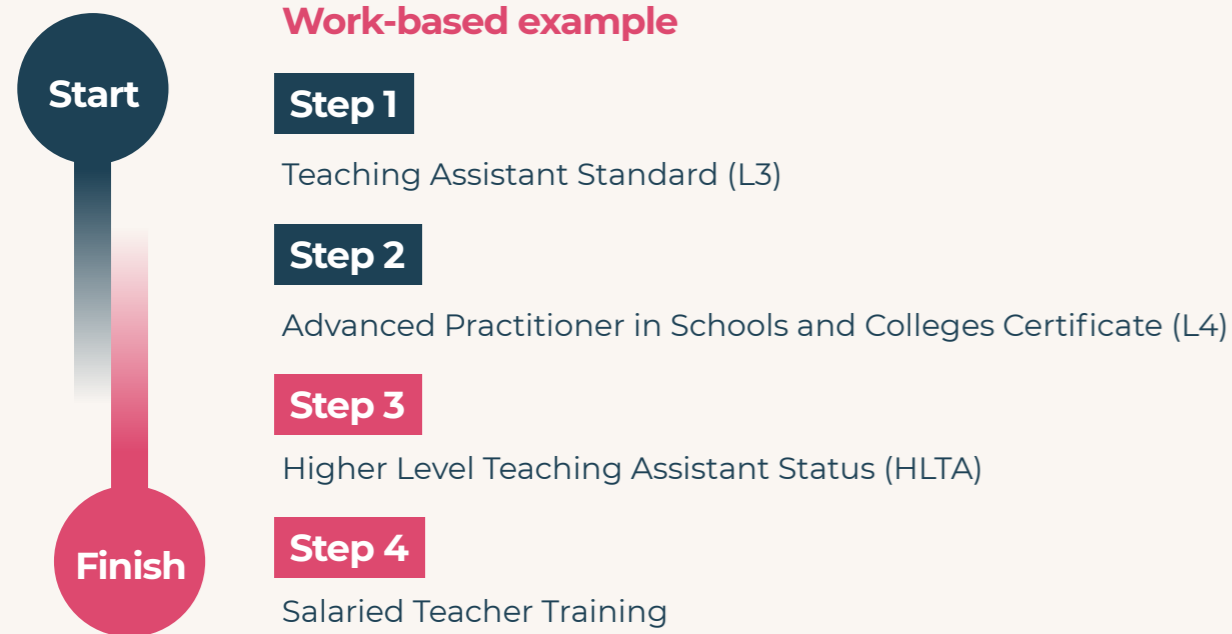 Work-based example
Start
Step 1
Teaching Assistant Standard (L3)
Step 2
Advanced Practitioner in Schools and Colleges Certificate (L4)
Step 3
Higher Level Teaching Assistant Status (HLTA)
Step 4
Finish
Salaried Teacher Training